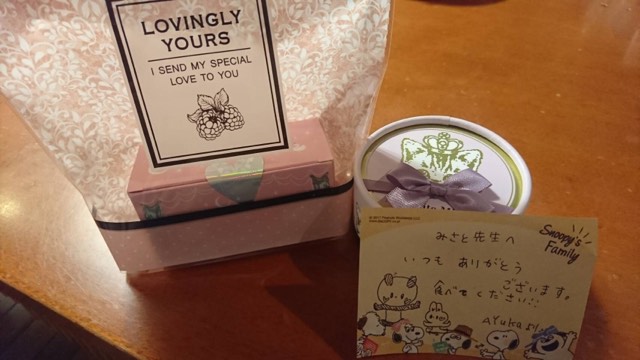 LOVINGLY
YOURS
I SEND MY SPECIAL
LOVE TO YOU
Snoopy's
Family
みさと先生へ
いつも ありがとう
ございます。
食べてください